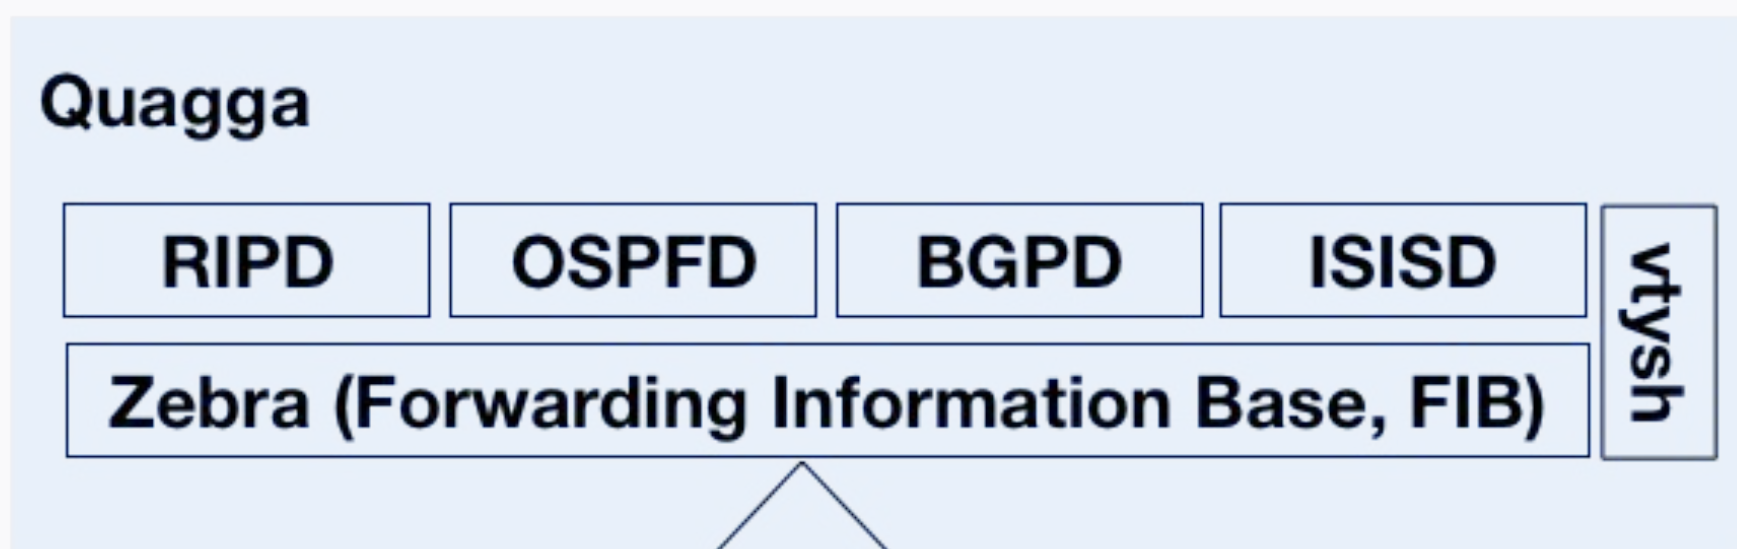 Quagga
RIPD
OSPFD
BGPD
ISISD
vtysh
Zebra (Forwarding Information Base, FIB)